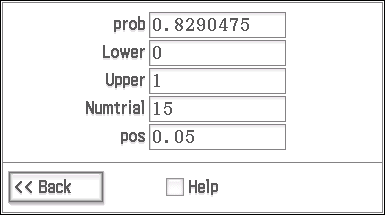 prob 0.8290475
Lower 0
Upper 1
Numtrial 15
pos 0.05
<< Back Help